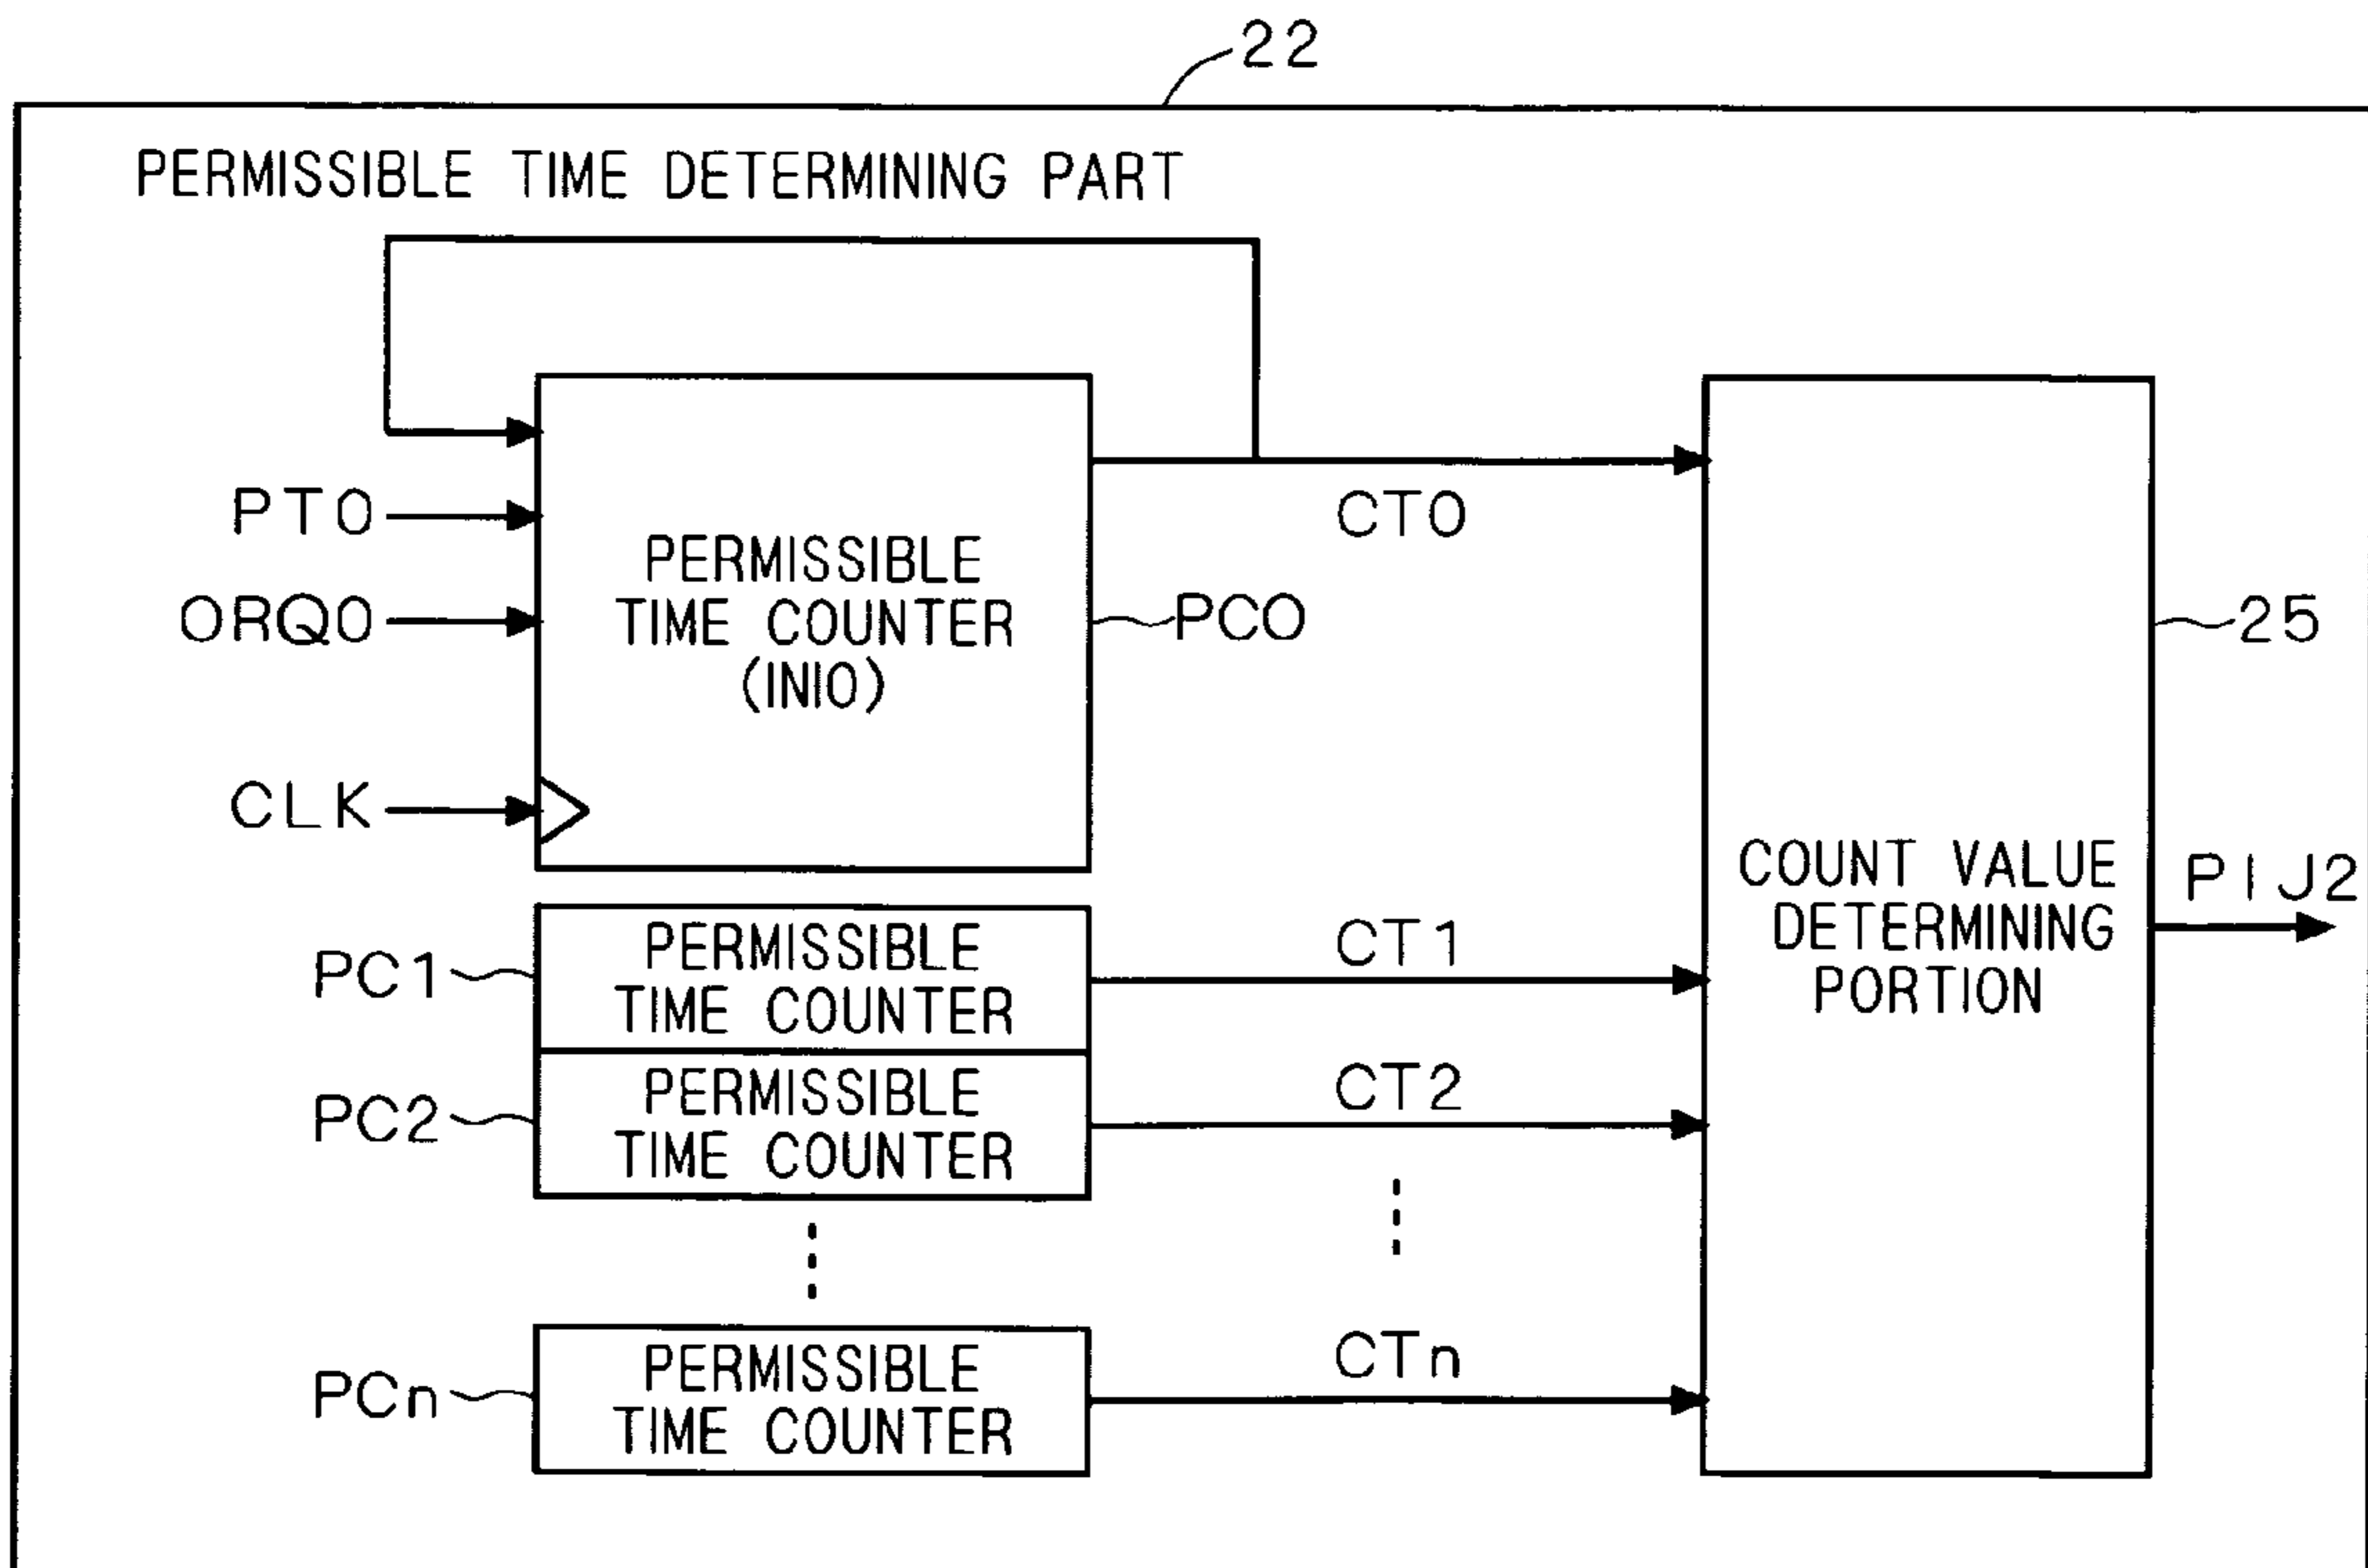 22
PERMISSIBLE TIME DETERMINING PART
PT0
CT0
ORQ0
PERMISSIBLE
TIME COUNTER
(INI0)
PC0
25
CLK
COUNT VALUE
DETERMINING
PORTION
PIJ2
PC1
PERMISSIBLE
TIME COUNTER
CT1
PC2
PERMISSIBLE
TIME COUNTER
CT2
PCn
PERMISSIBLE
TIME COUNTER
CTn